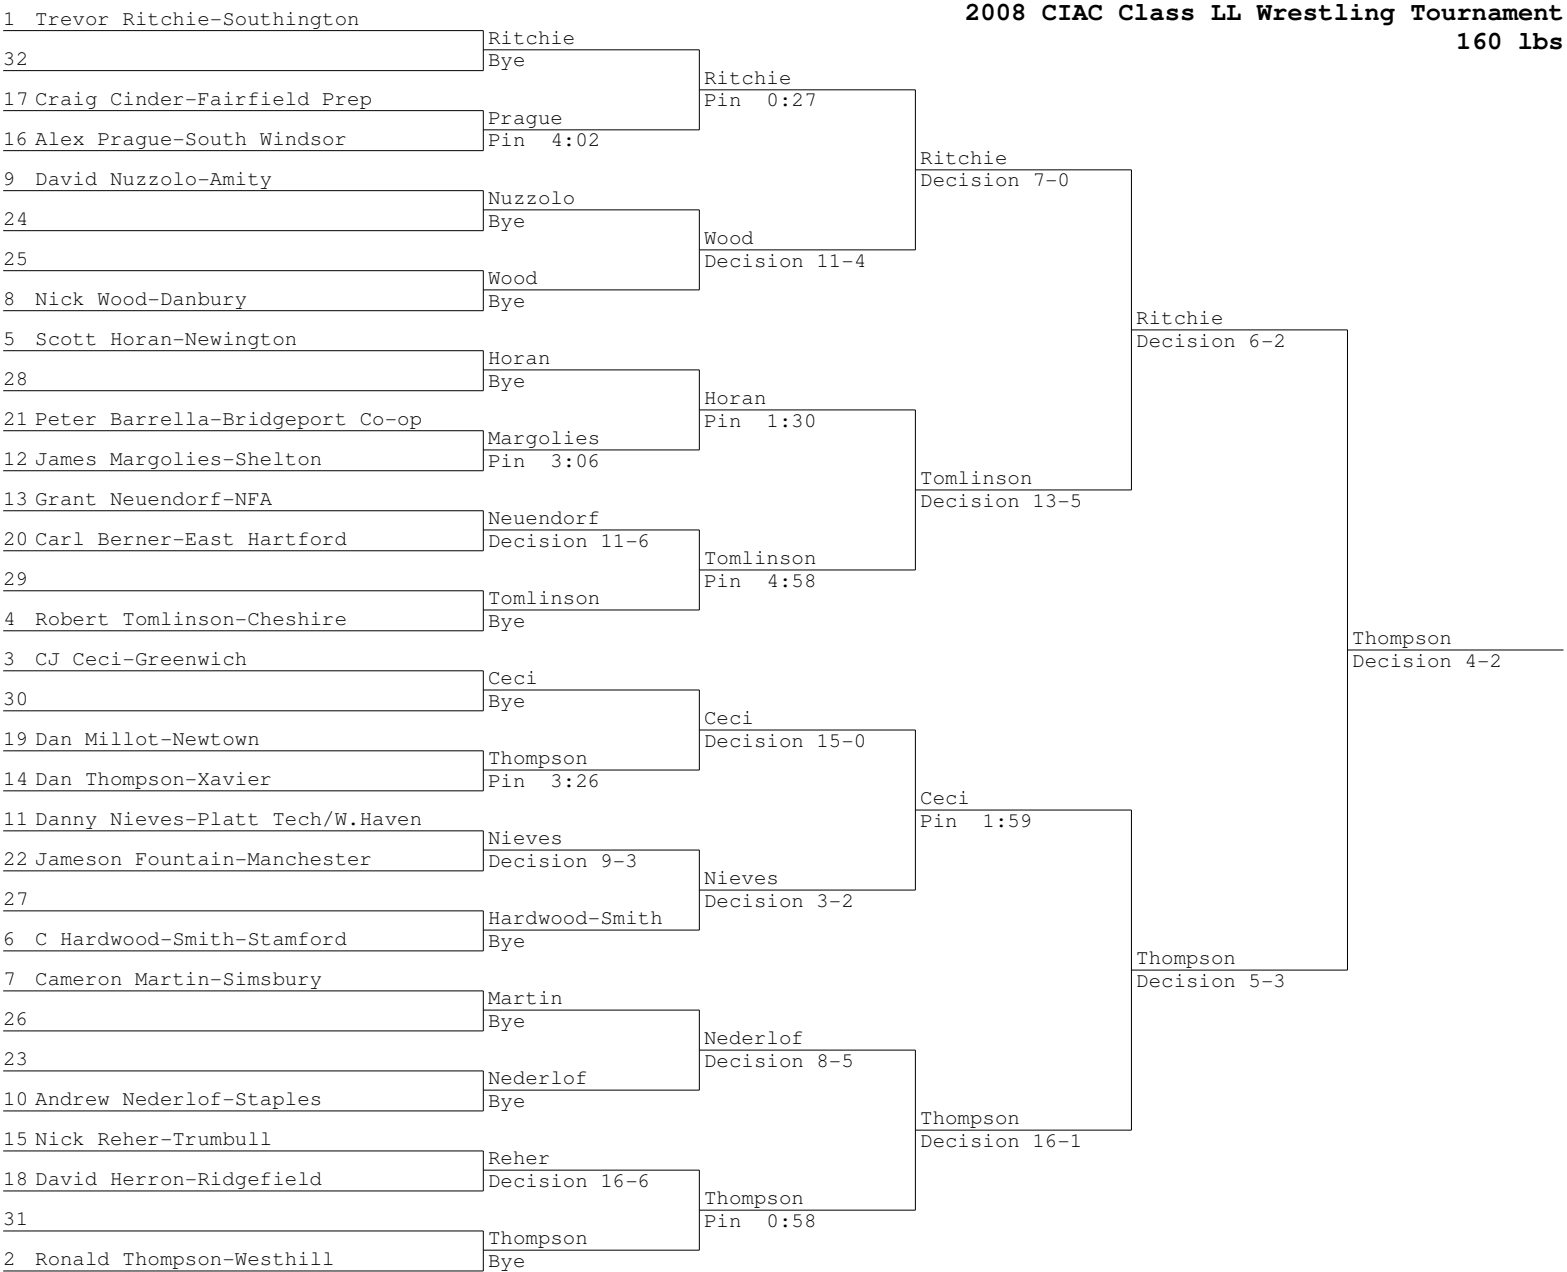 2008 CIAC Class LL Wrestling Tournament
160 lbs
1 Trevor Ritchie-Southington
32
17 Craig Cinder-Fairfield Prep
16 Alex Prague-South Windsor
9 David Nuzzolo-Amity
24
25
8 Nick Wood-Danbury
5 Scott Horan-Newington
28
21 Peter Barrella-Bridgeport Co-op
12 James Margolies-Shelton
13 Grant Neuendorf-NFA
20 Carl Berner-East Hartford
29
4 Robert Tomlinson-Cheshire
3 CJ Ceci-Greenwich
30
19 Dan Millot-Newtown
14 Dan Thompson-Xavier
11 Danny Nieves-Platt Tech/W.Haven
22 Jameson Fountain-Manchester
27
6 C Hardwood-Smith-Stamford
7 Cameron Martin-Simsbury
26
23
10 Andrew Nederlof-Staples
15 Nick Reher-Trumbull
18 David Herron-Ridgefield
31
2 Ronald Thompson-Westhill
Ritchie
Bye
Prague
Pin 4:02
Nuzzolo
Bye
Wood
Bye
Horan
Bye
Margolies
Pin 3:06
Neuendorf
Decision 11-6
Tomlinson
Bye
Ceci
Bye
Thompson
Pin 3:26
Nieves
Decision 9-3
Hardwood-Smith
Bye
Martin
Bye
Nederlof
Bye
Reher
Decision 16-6
Thompson
Bye
Ritchie
Pin 0:27
Wood
Decision 11-4
Horan
Pin 1:30
Tomlinson
Pin 4:58
Ceci
Decision 15-0
Nieves
Decision 3-2
Nederlof
Decision 8-5
Thompson
Pin 0:58
Ritchie
Decision 7-0
Tomlinson
Decision 13-5
Ceci
Pin 1:59
Thompson
Decision 16-1
Ritchie
Decision 6-2
Thompson
Decision 5-3
Thompson
Decision 4-2